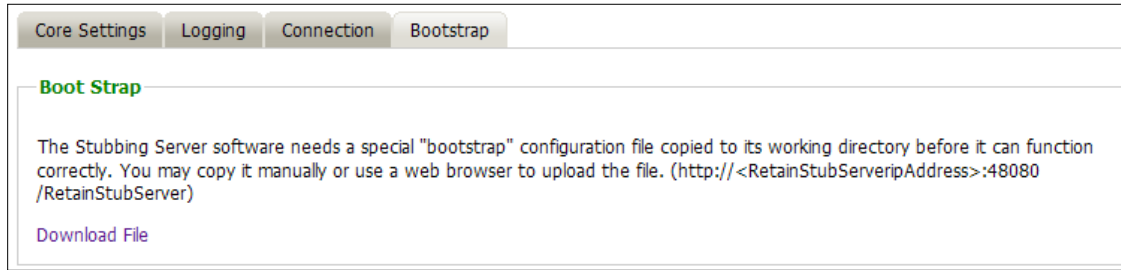 Core Settings Logging Connection Bootstrap
Boot Strap
The Stubbing Server software needs a special "bootstrap" configuration file copied to its working directory before it can function
correctly. You may copy it manually or use a web browser to upload the file. (http://<RetainStubServeripAddress>:48080
/RetainStubServer)
Download File